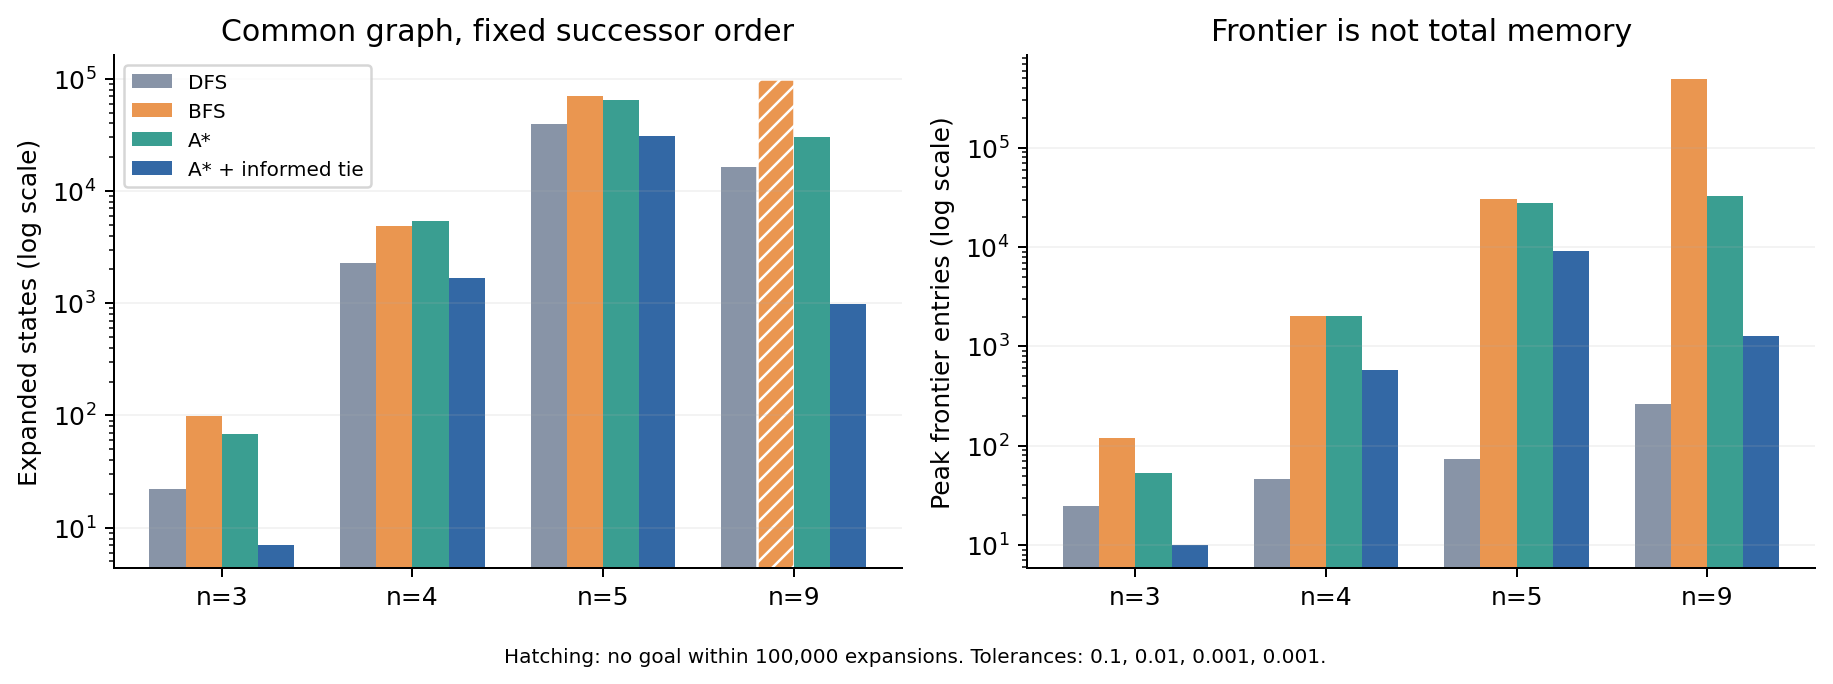 Common graph, fixed successor order
Expanded states (log scale)
10^5
10^4
10^3
10^2
10^1
DFS
BFS
A*
A* + informed tie
n=3
n=4
n=5
n=9
Frontier is not total memory
Peak frontier entries (log scale)
10^5
10^4
10^3
10^2
10^1
n=3
n=4
n=5
n=9
Hatching: no goal within 100,000 expansions. Tolerances: 0.1, 0.01, 0.001, 0.001.